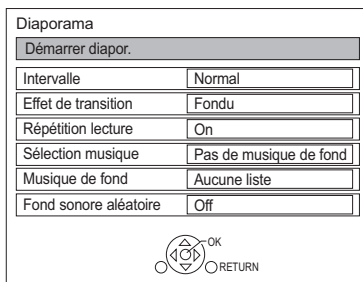 Diaporama
Démarrer diapor.
Intervalle Normal
Effet de transition Fondu
Répétition lecture On
Sélection musique Pas de musique de fond
Musique de fond Aucune liste
Fond sonore aléatoire Off
OK
RETURN